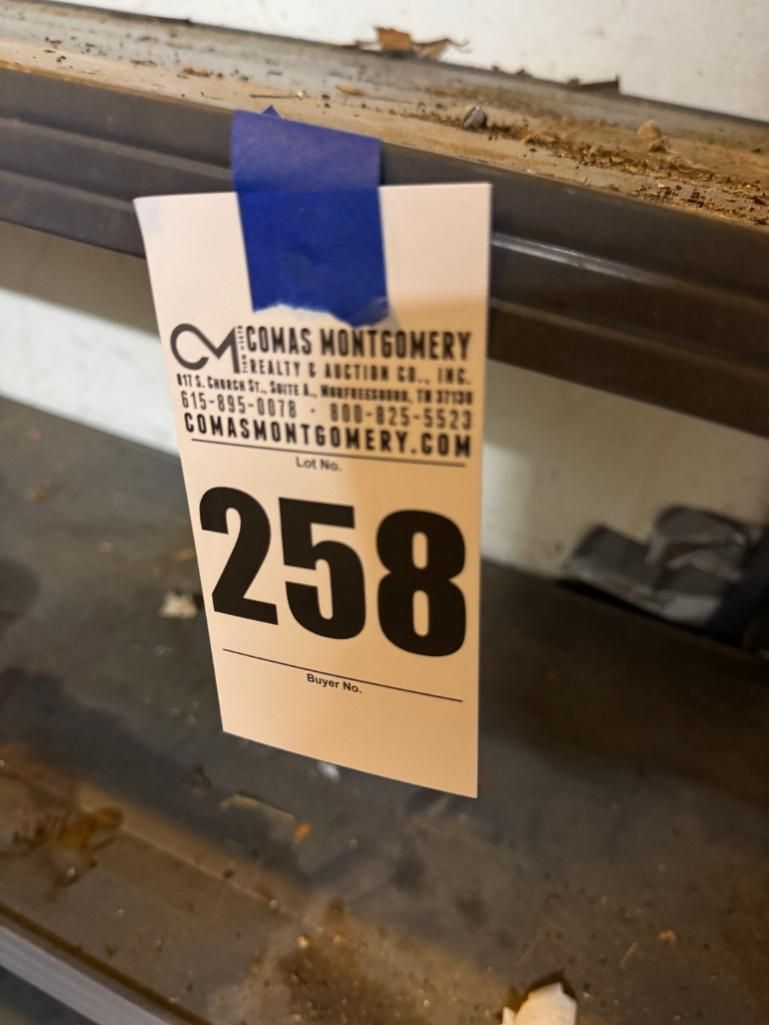 CM COMAS MONTGOMERY
REALTY & AUCTION CO., INC.
817 S. CHURCH ST., SUITE A., MURFREESBORO, TN 37130
615-895-0078 · 800-825-5523
COMASMONTGOMERY.COM
Lot No.
258
Buyer No.